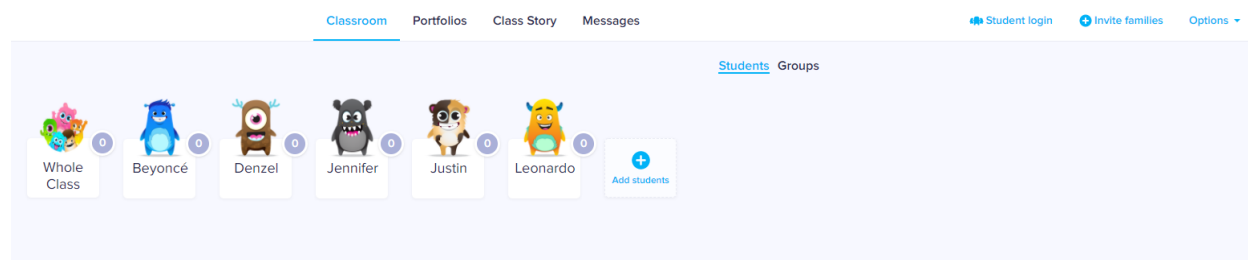 Classroom Portfolios Class Story Messages Student login Invite families Options
Students Groups
0 0 0 0 0 0
Whole Class Beyoncé Denzel Jennifer Justin Leonardo
Add students